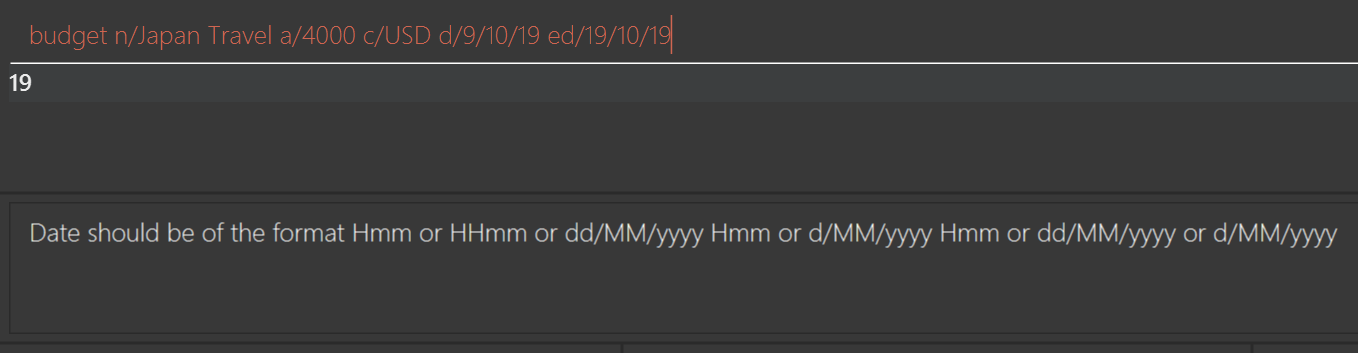 budget n/Japan Travel a/4000 c/USD d/9/10/19 ed/19/10/19
19
Date should be of the format Hmm or HHmm or dd/MM/yyyy Hmm or d/MM/yyyy Hmm or dd/MM/yyyy or d/MM/yyyy